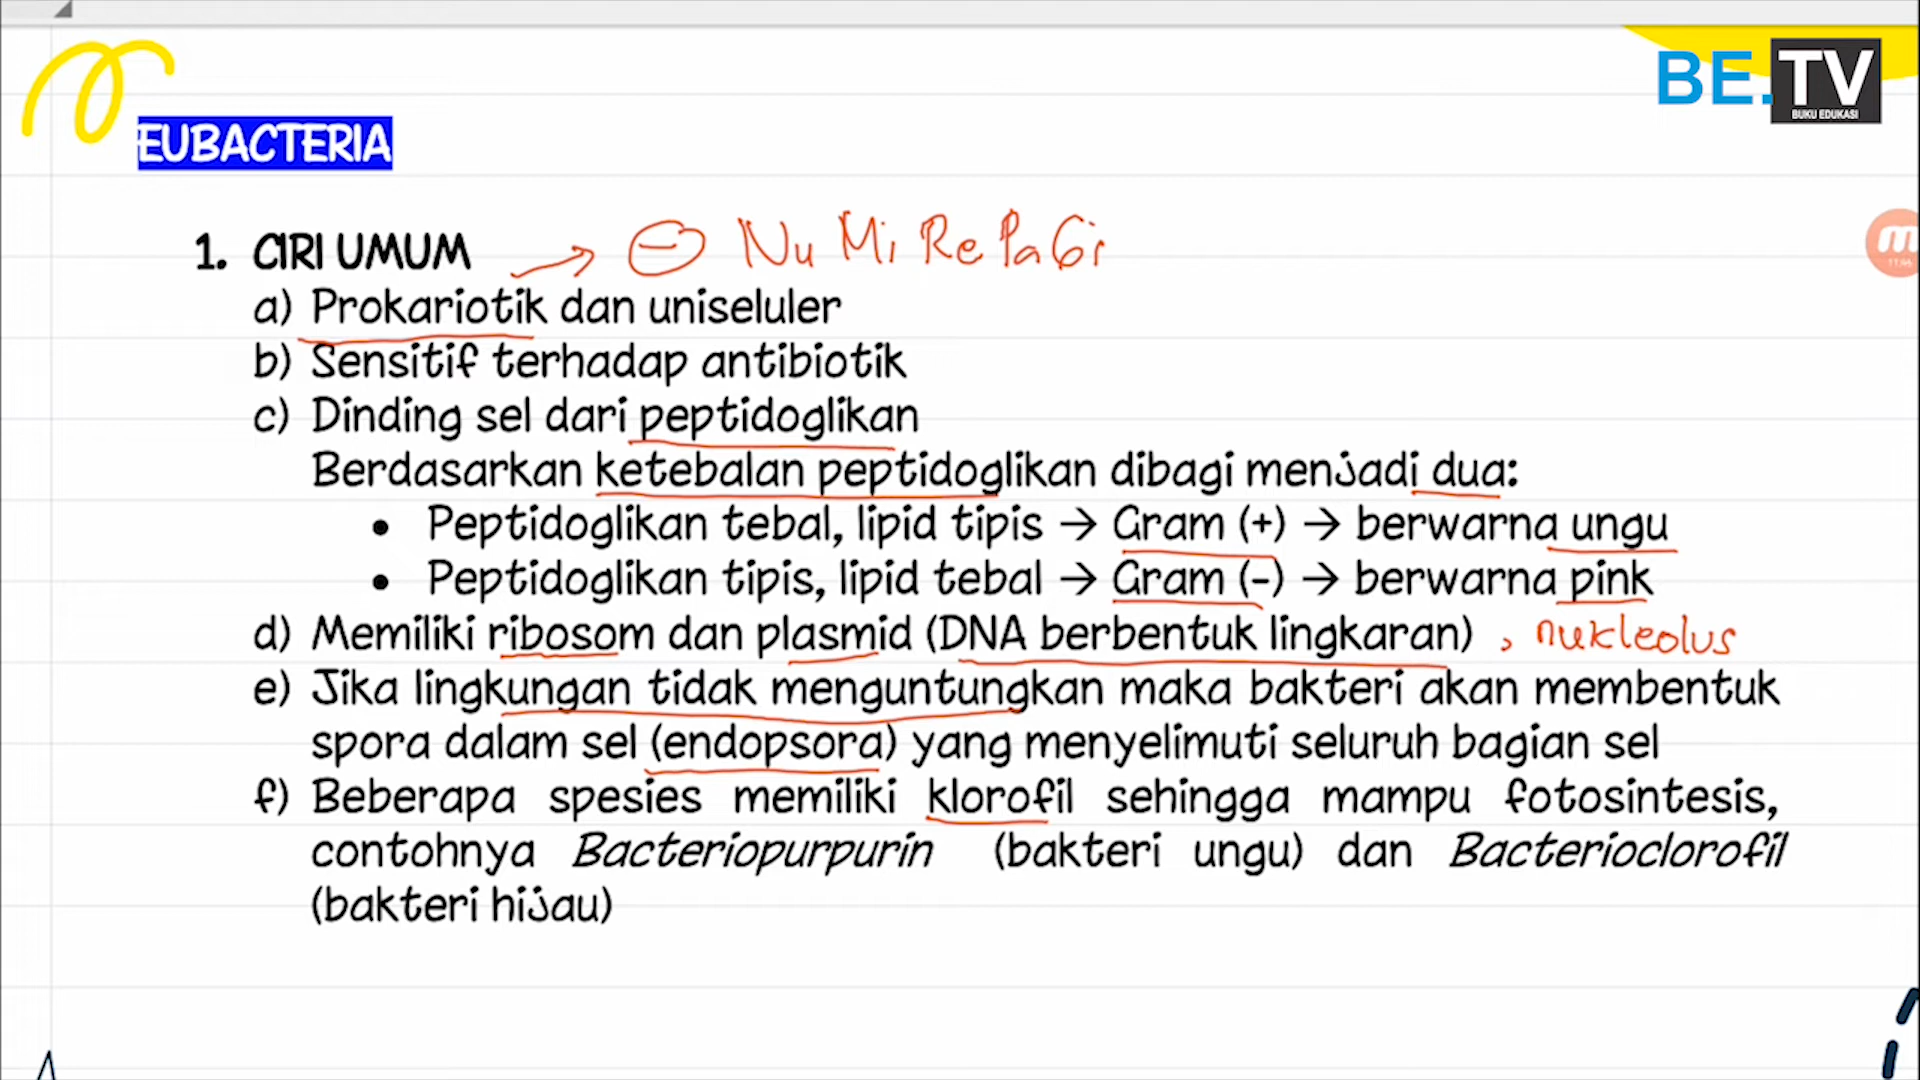 BE.TV
BUKU EDUKASI
EUBACTERIA
1. CIRI UMUM → (-) Nu Mi Re Pa Gi
a) Prokariotik dan uniseluler
b) Sensitif terhadap antibiotik
c) Dinding sel dari peptidoglikan
Berdasarkan ketebalan peptidoglikan dibagi menjadi dua:
• Peptidoglikan tebal, lipid tipis → Gram (+) → berwarna ungu
• Peptidoglikan tipis, lipid tebal → Gram (-) → berwarna pink
d) Memiliki ribosom dan plasmid (DNA berbentuk lingkaran) , nukleolus
e) Jika lingkungan tidak menguntungkan maka bakteri akan membentuk
spora dalam sel (endopsora) yang menyelimuti seluruh bagian sel
f) Beberapa spesies memiliki klorofil sehingga mampu fotosintesis,
contohnya Bacteriopurpurin (bakteri ungu) dan Bacterioclorofil
(bakteri hijau)